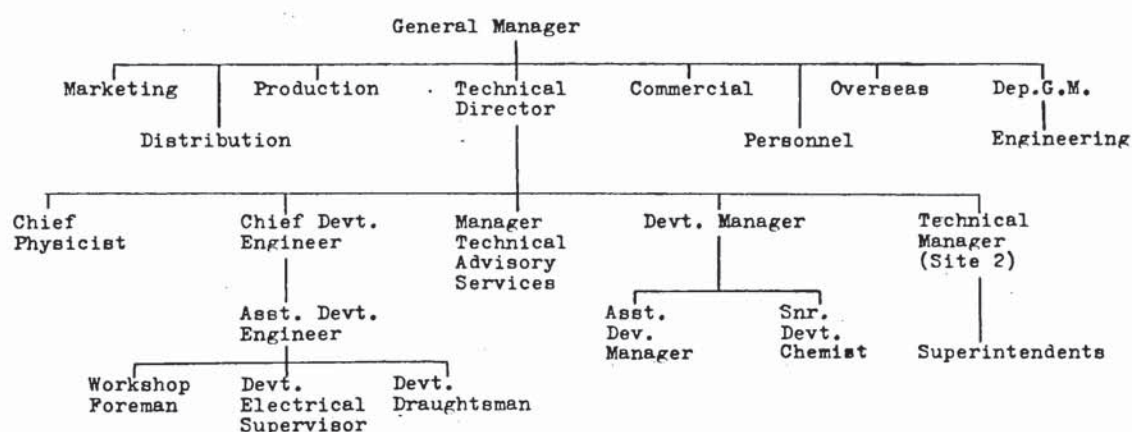 General Manager
Marketing Production Technical Director Commercial Overseas Dep.G.M.
Distribution Personnel Engineering
Chief Physicist
Chief Devt. Engineer
Manager Technical Advisory Services
Devt. Manager
Technical Manager (Site 2)
Asst. Devt. Engineer
Asst. Dev. Manager
Snr. Devt. Chemist
Superintendents
Workshop Foreman
Devt. Electrical Supervisor
Devt. Draughtsman